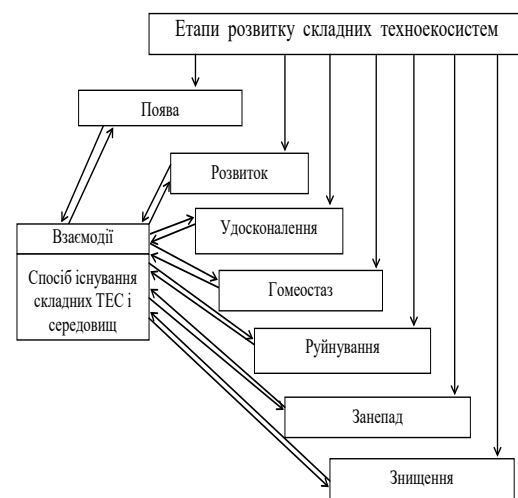 Етапи розвитку складних техноекосистем
Поява
Розвиток
Удосконалення
Взаємодії
Спосіб існування
складних ТЕС і
середовищ
Гомеостаз
Руйнування
Занепад
Знищення